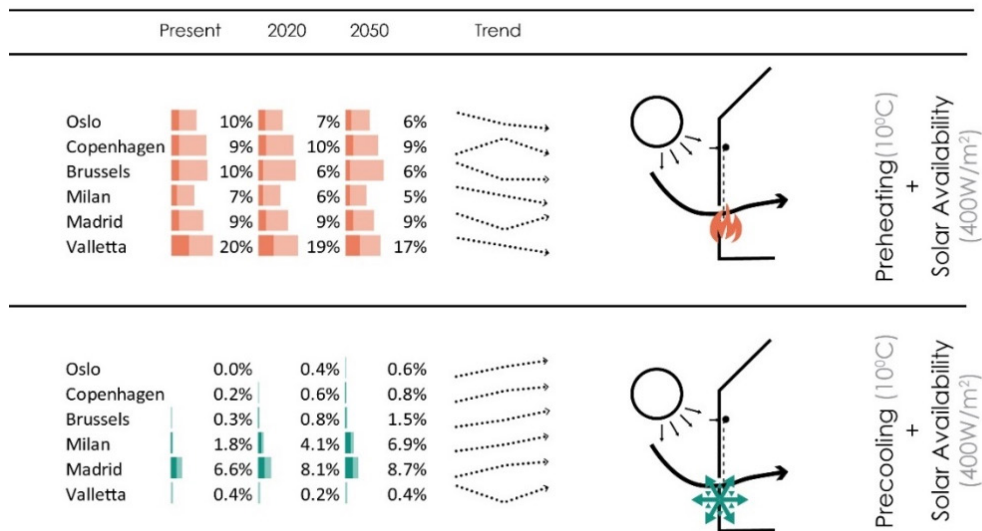 Present 2020 2050 Trend
Oslo 10% 7% 6%
Copenhagen 9% 10% 9%
Brussels 10% 6% 6%
Milan 7% 6% 5%
Madrid 9% 9% 9%
Valletta 20% 19% 17%
Preheating (10⁰C)
+
Solar Availability
(400W/m²)
Oslo 0.0% 0.4% 0.6%
Copenhagen 0.2% 0.6% 0.8%
Brussels 0.3% 0.8% 1.5%
Milan 1.8% 4.1% 6.9%
Madrid 6.6% 8.1% 8.7%
Valletta 0.4% 0.2% 0.4%
Precooling (10⁰C)
+
Solar Availability
(400W/m²)